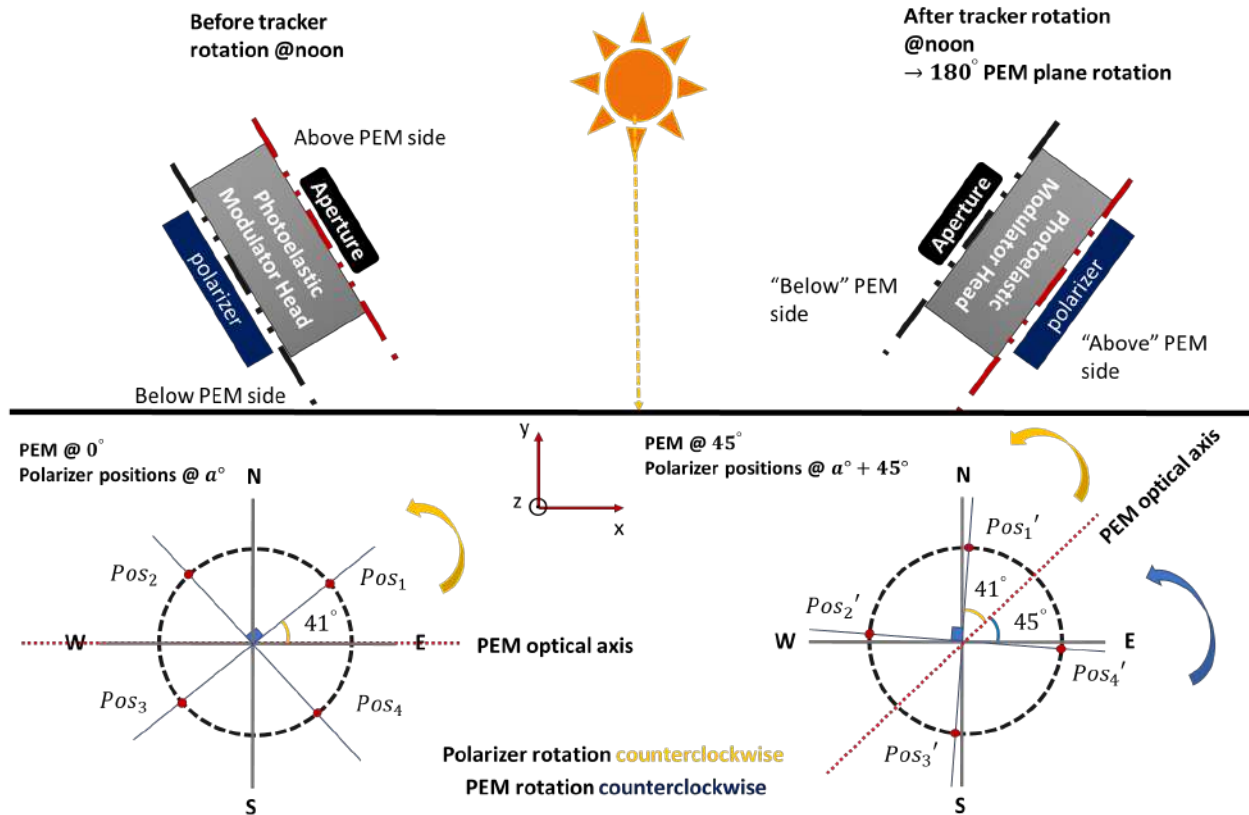 Before tracker
rotation @noon
After tracker rotation
@noon
→ 180° PEM plane rotation
Above PEM side
Aperture
Photoelastic
Modulator Head
polarizer
Below PEM side
Aperture
Photoelastic
Modulator Head
polarizer
“Below” PEM
side
“Above” PEM
side
PEM @ 0°
Polarizer positions @ a°
N
Pos₂
Pos₁
41°
W
E
PEM optical axis
Pos₃
Pos₄
S
y
z
x
PEM @ 45°
Polarizer positions @ a° + 45°
N
PEM optical axis
Pos₁'
41°
Pos₂'
45°
W
E
Pos₄'
Pos₃'
S
Polarizer rotation counterclockwise
PEM rotation counterclockwise